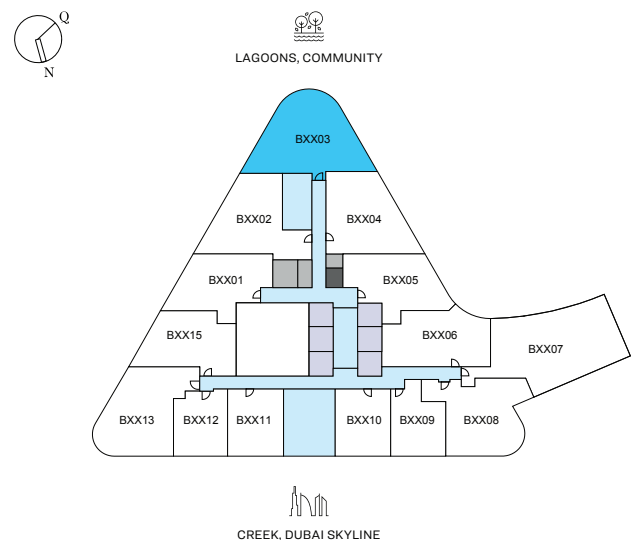 Q
N
LAGOONS, COMMUNITY
BXX03
BXX02
BXX04
BXX01
BXX05
BXX15
BXX06
BXX07
BXX13
BXX12
BXX11
BXX10
BXX09
BXX08
CREEK, DUBAI SKYLINE